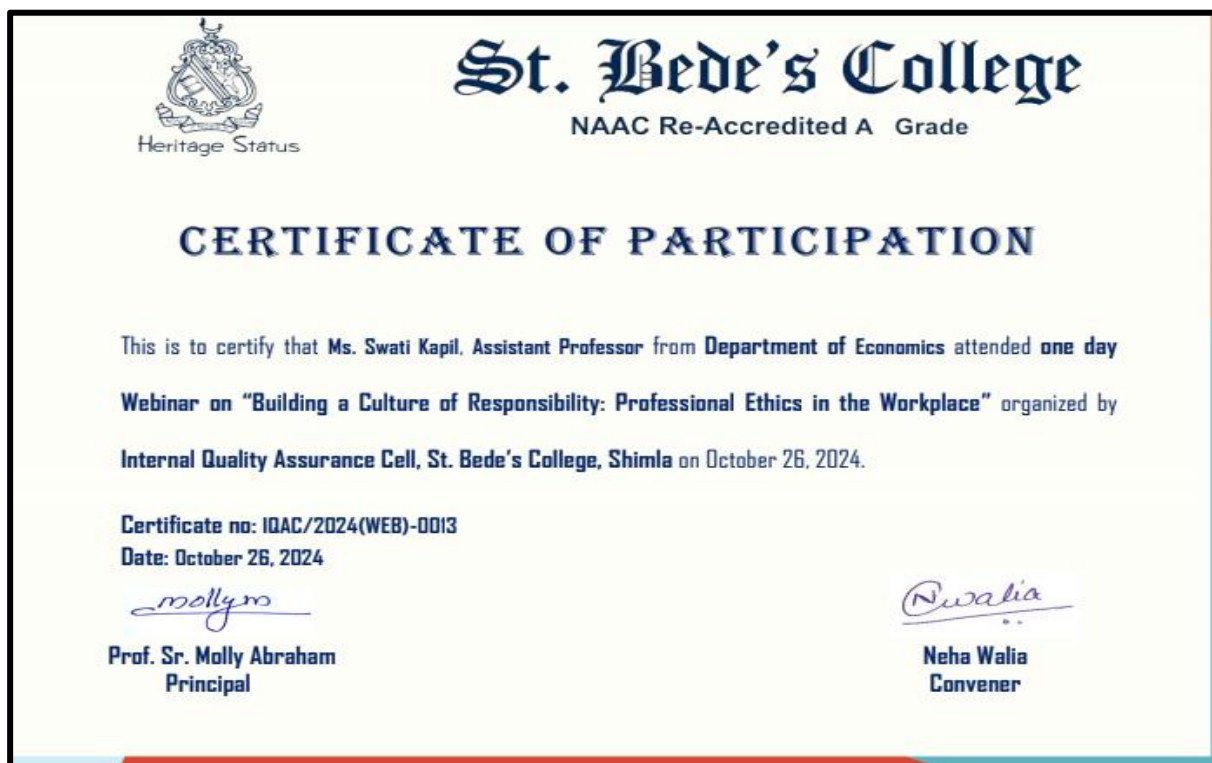 St. Bede's College
NAAC Re-Accredited A Grade
Heritage Status
CERTIFICATE OF PARTICIPATION
This is to certify that Ms. Swati Kapil, Assistant Professor from Department of Economics attended one day
Webinar on “Building a Culture of Responsibility: Professional Ethics in the Workplace” organized by
Internal Quality Assurance Cell, St. Bede's College, Shimla on October 26, 2024.
Certificate no: IQAC/2024(WEB)-0013
Date: October 26, 2024
mollym
Nwalia
Prof. Sr. Molly Abraham
Neha Walia
Principal
Convener